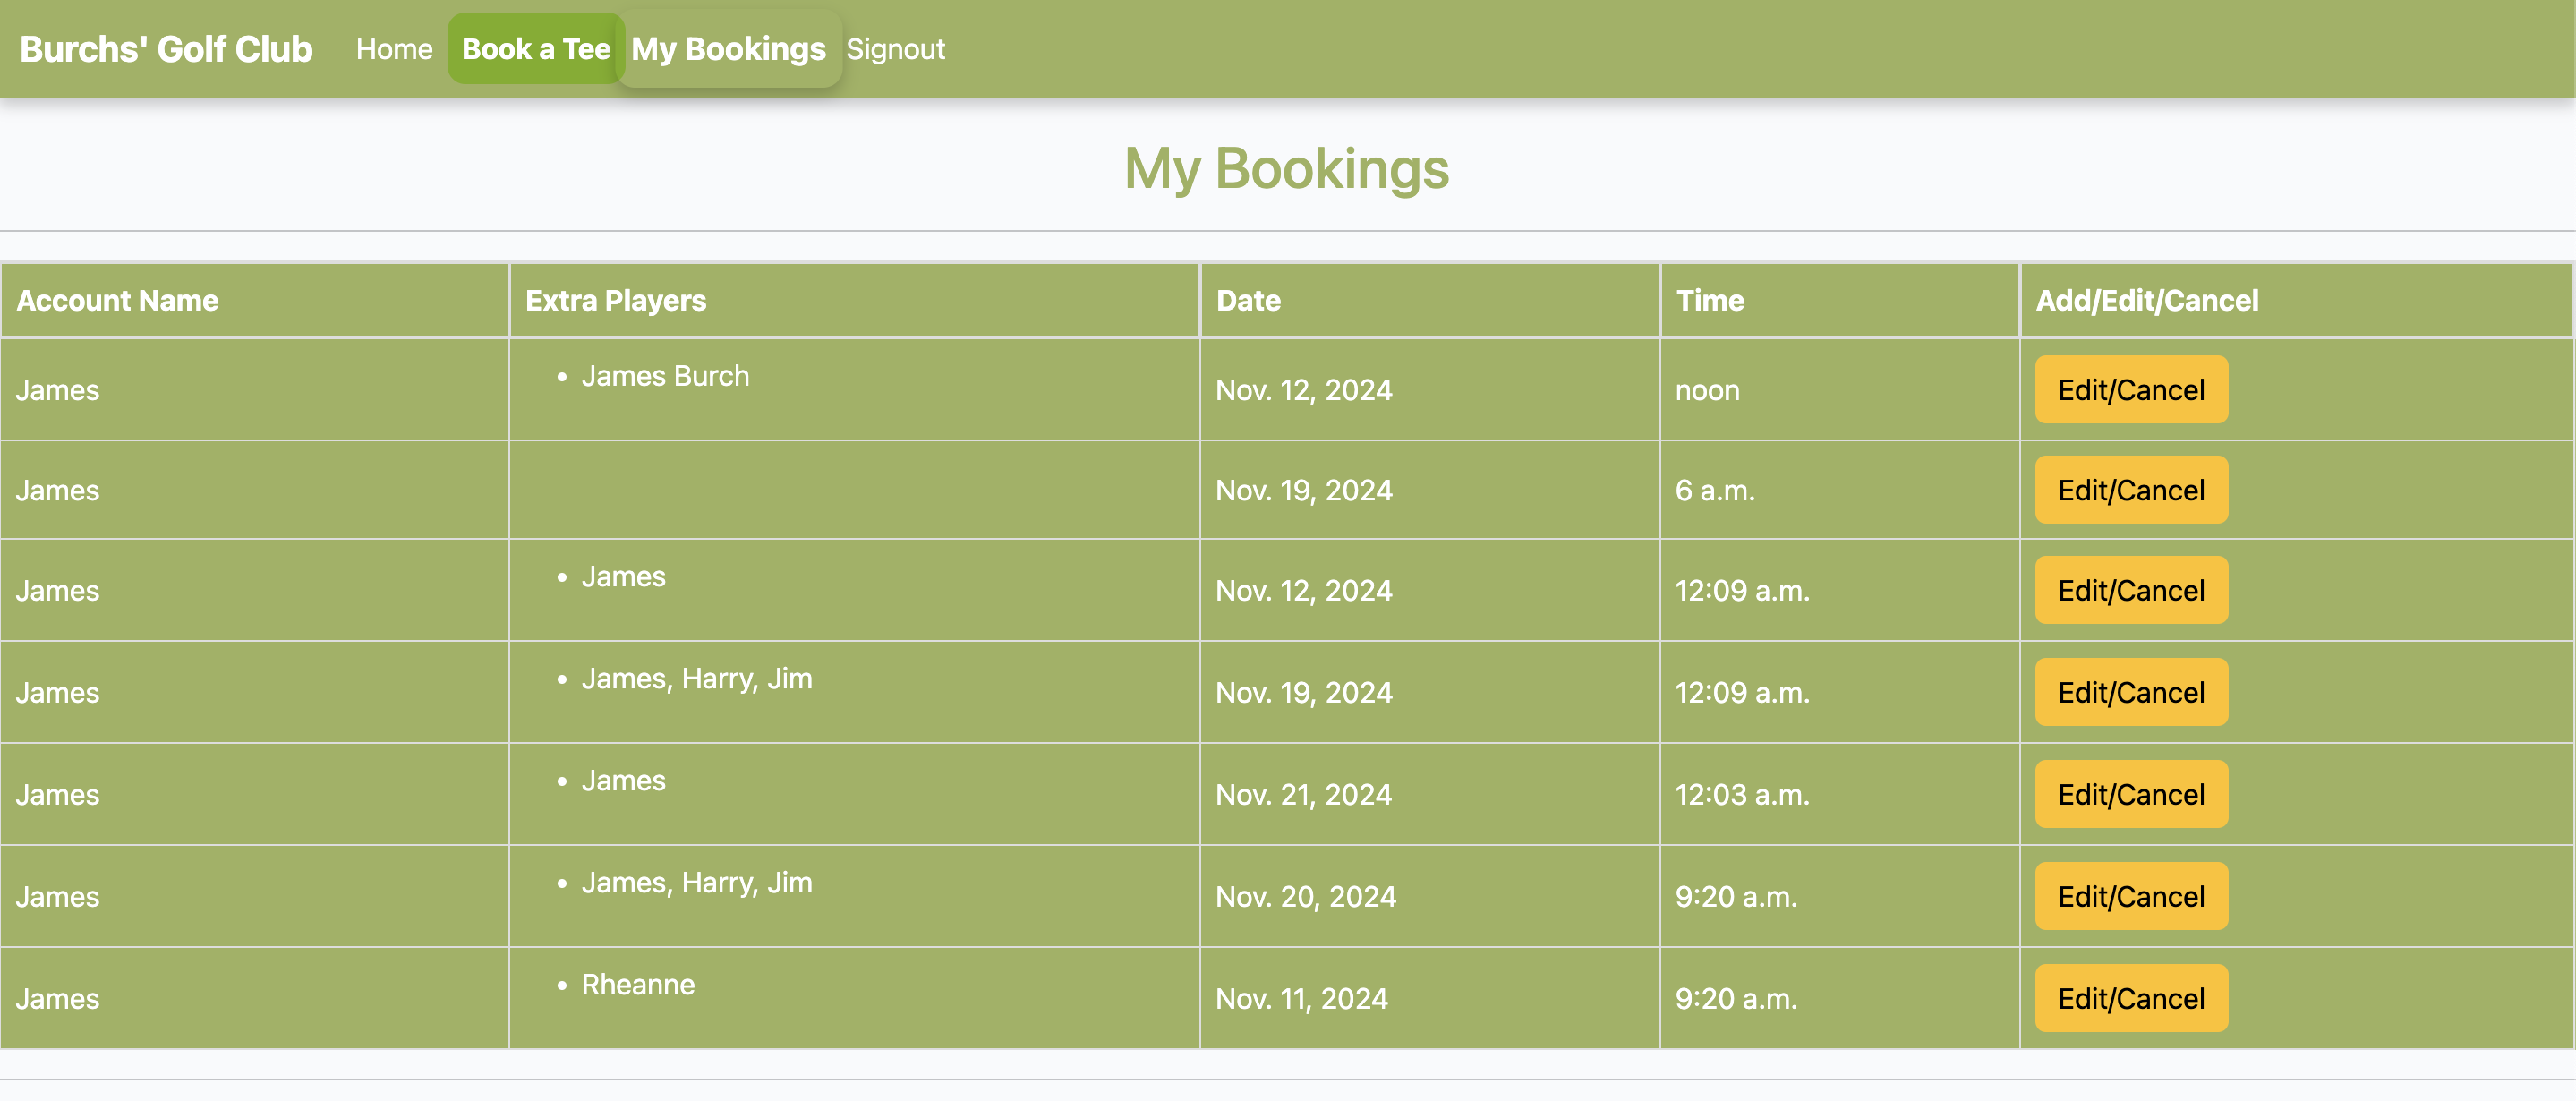 Burchs' Golf Club Home Book a Tee My Bookings Signout
My Bookings
Account Name Extra Players Date Time Add/Edit/Cancel
James • James Burch Nov. 12, 2024 noon Edit/Cancel
James Nov. 19, 2024 6 a.m. Edit/Cancel
James • James Nov. 12, 2024 12:09 a.m. Edit/Cancel
James • James, Harry, Jim Nov. 19, 2024 12:09 a.m. Edit/Cancel
James • James Nov. 21, 2024 12:03 a.m. Edit/Cancel
James • James, Harry, Jim Nov. 20, 2024 9:20 a.m. Edit/Cancel
James • Rheanne Nov. 11, 2024 9:20 a.m. Edit/Cancel